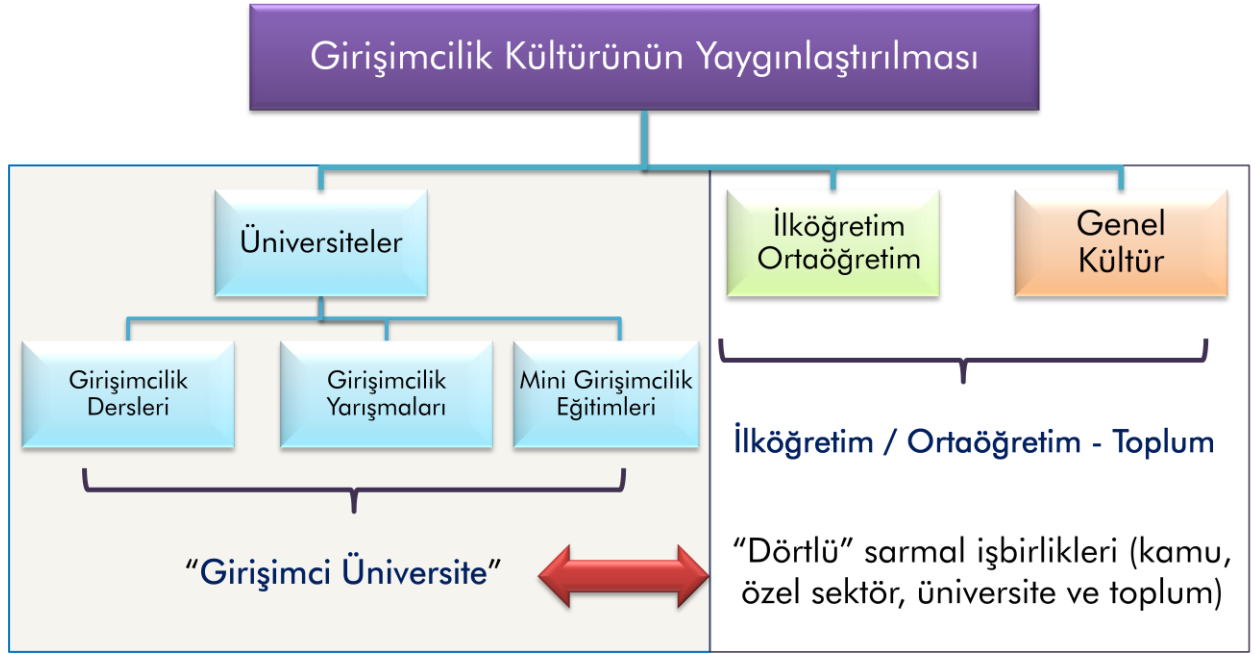 Girişimcilik Kültürünün Yaygınlaştırılması
Üniversiteler
İlköğretim
Ortaöğretim
Genel
Kültür
Girişimcilik
Dersleri
Girişimcilik
Yarışmaları
Mini Girişimcilik
Eğitimleri
İlköğretim / Ortaöğretim - Toplum
“Girişimci Üniversite”
“Dörtlü” sarmal işbirlikleri (kamu,
özel sektör, üniversite ve toplum)